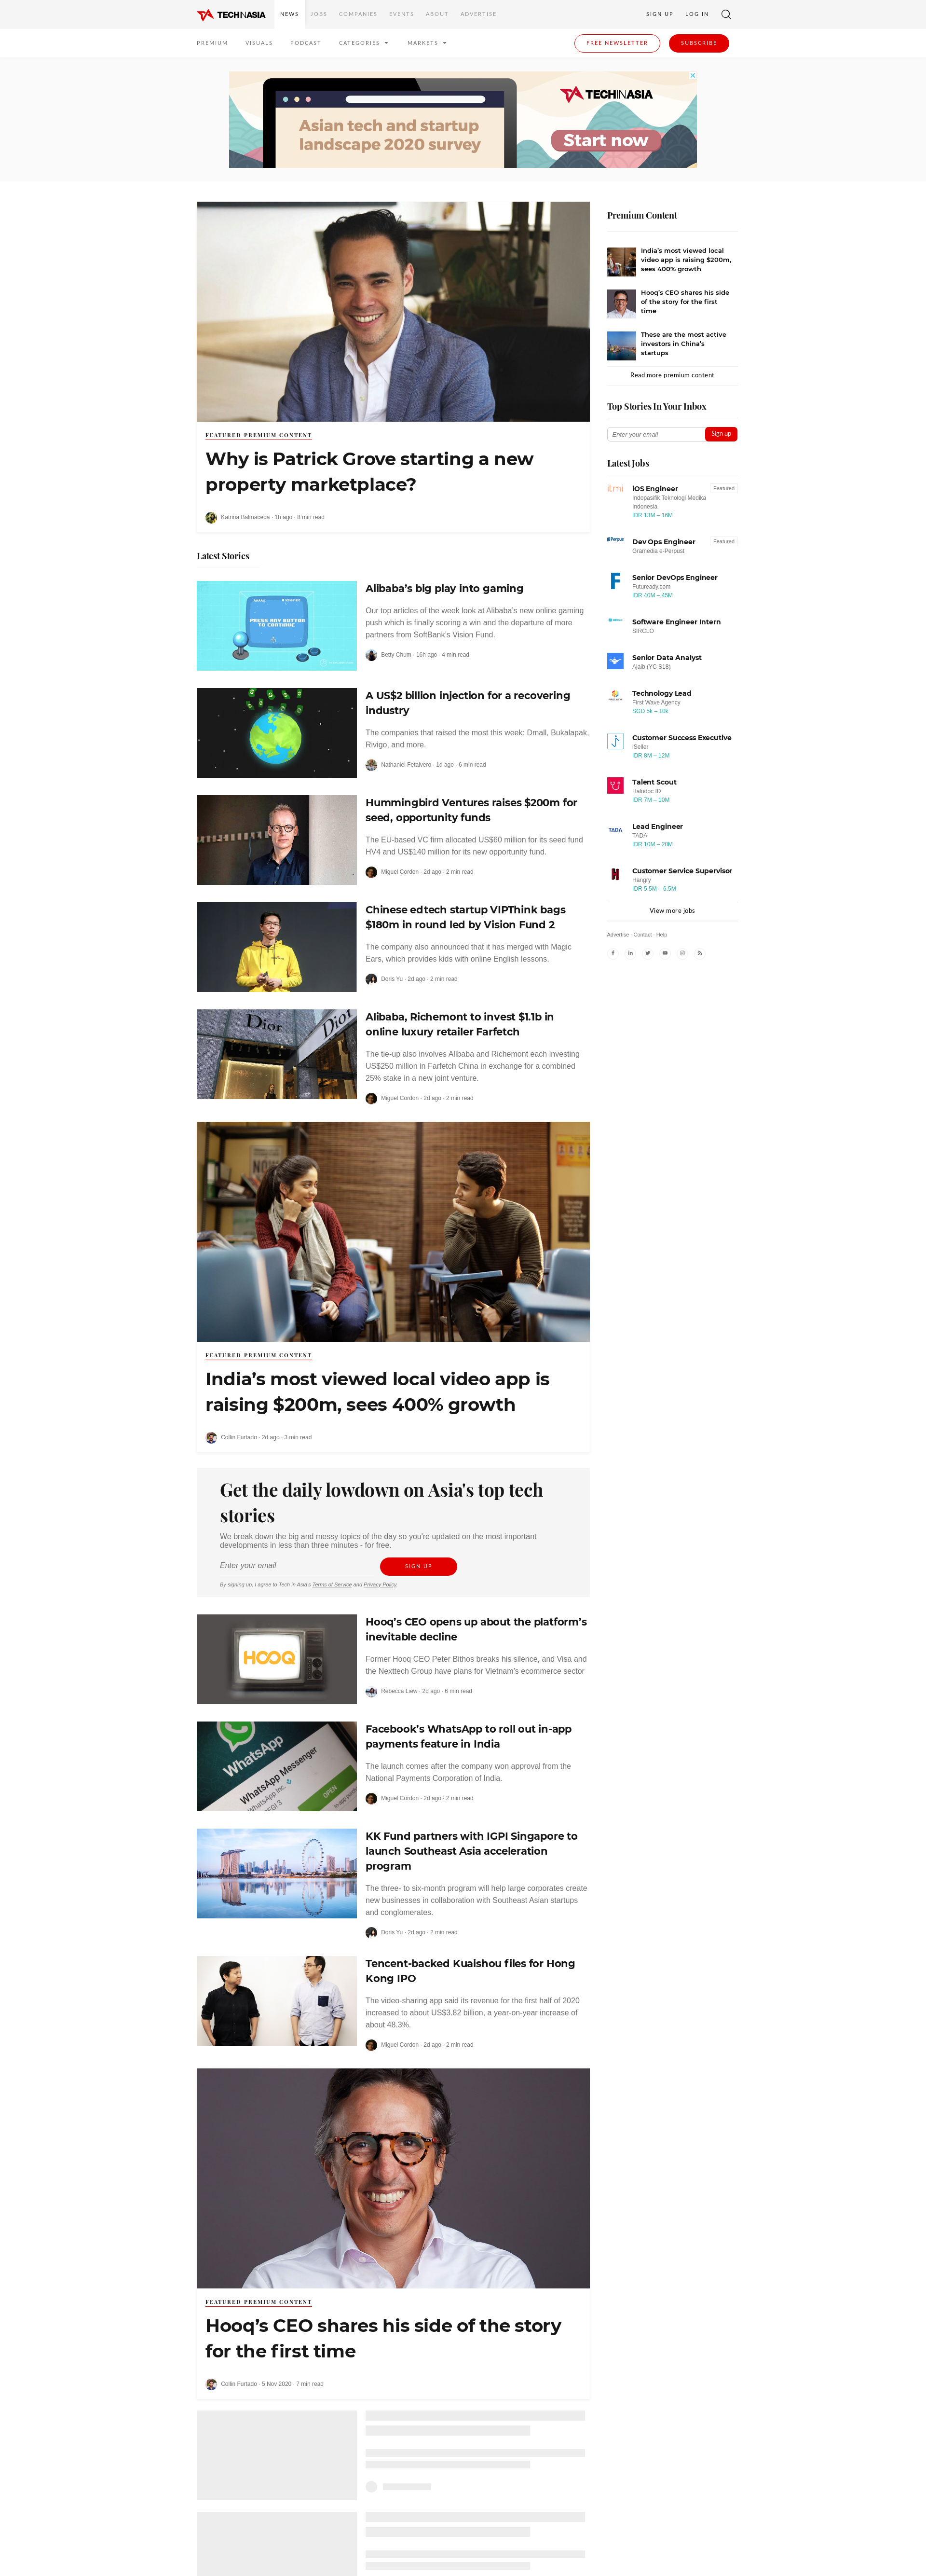 TECHINASIA
NEWS
JOBS
COMPANIES
EVENTS
ABOUT
ADVERTISE
SIGN UP
LOG IN
PREMIUM
VISUALS
PODCAST
CATEGORIES
MARKETS
FREE NEWSLETTER
SUBSCRIBE
Asian tech and startup
landscape 2020 survey
TECHINASIA
Start now
FEATURED PREMIUM CONTENT
Why is Patrick Grove starting a new
property marketplace?
Katrina Balmaceda · 1h ago · 8 min read
Latest Stories
PRESS ANY BUTTON
TO CONTINUE
Alibaba’s big play into gaming
Our top articles of the week look at Alibaba’s new online gaming
push which is finally scoring a win and the departure of more
partners from SoftBank’s Vision Fund.
Betty Chum · 16h ago · 4 min read
A US$2 billion injection for a recovering
industry
The companies that raised the most this week: Dmall, Bukalapak,
Rivigo, and more.
Nathaniel Fetalvero · 1d ago · 6 min read
Hummingbird Ventures raises $200m for
seed, opportunity funds
The EU-based VC firm allocated US$60 million for its seed fund
HV4 and US$140 million for its new opportunity fund.
Miguel Cordon · 2d ago · 2 min read
Chinese edtech startup VIPThink bags
$180m in round led by Vision Fund 2
The company also announced that it has merged with Magic
Ears, which provides kids with online English lessons.
Doris Yu · 2d ago · 2 min read
Dior
Dior
Alibaba, Richemont to invest $1.1b in
online luxury retailer Farfetch
The tie-up also involves Alibaba and Richemont each investing
US$250 million in Farfetch China in exchange for a combined
25% stake in a new joint venture.
Miguel Cordon · 2d ago · 2 min read
FEATURED PREMIUM CONTENT
India’s most viewed local video app is
raising $200m, sees 400% growth
Collin Furtado · 2d ago · 3 min read
Get the daily lowdown on Asia's top tech
stories
We break down the big and messy topics of the day so you're updated on the most important
developments in less than three minutes - for free.
Enter your email
SIGN UP
By signing up, I agree to Tech in Asia's Terms of Service and Privacy Policy.
HOOQ
Hooq’s CEO opens up about the platform’s
inevitable decline
Former Hooq CEO Peter Bithos breaks his silence, and Visa and
the Nexttech Group have plans for Vietnam’s ecommerce sector
Rebecca Liew · 2d ago · 6 min read
WhatsApp
WhatsApp Messenger
WhatsApp Inc.
PEGI 3
Facebook’s WhatsApp to roll out in-app
payments feature in India
The launch comes after the company won approval from the
National Payments Corporation of India.
Miguel Cordon · 2d ago · 2 min read
KK Fund partners with IGPI Singapore to
launch Southeast Asia acceleration
program
The three- to six-month program will help large corporates create
new businesses in collaboration with Southeast Asian startups
and conglomerates.
Doris Yu · 2d ago · 2 min read
Tencent-backed Kuaishou files for Hong
Kong IPO
The video-sharing app said its revenue for the first half of 2020
increased to about US$3.82 billion, a year-on-year increase of
about 48.3%.
Miguel Cordon · 2d ago · 2 min read
FEATURED PREMIUM CONTENT
Hooq’s CEO shares his side of the story
for the first time
Collin Furtado · 5 Nov 2020 · 7 min read
Premium Content
India’s most viewed local
video app is raising $200m,
sees 400% growth
Hooq’s CEO shares his side
of the story for the first
time
These are the most active
investors in China’s
startups
Read more premium content
Top Stories In Your Inbox
Enter your email
Sign up
Latest Jobs
itmi
iOS Engineer
Featured
Indopasifik Teknologi Medika
Indonesia
IDR 13M – 16M
Perpus
Dev Ops Engineer
Featured
Gramedia e-Perpust
F
Senior DevOps Engineer
Futuready.com
IDR 40M – 45M
Software Engineer Intern
SIRCLO
Senior Data Analyst
Ajaib (YC S18)
Technology Lead
First Wave Agency
SGD 5k – 10k
Customer Success Executive
iSeller
IDR 8M – 12M
Talent Scout
Halodoc ID
IDR 7M – 10M
TADA
Lead Engineer
TADA
IDR 10M – 20M
H
Customer Service Supervisor
Hangry
IDR 5.5M – 6.5M
View more jobs
Advertise · Contact · Help